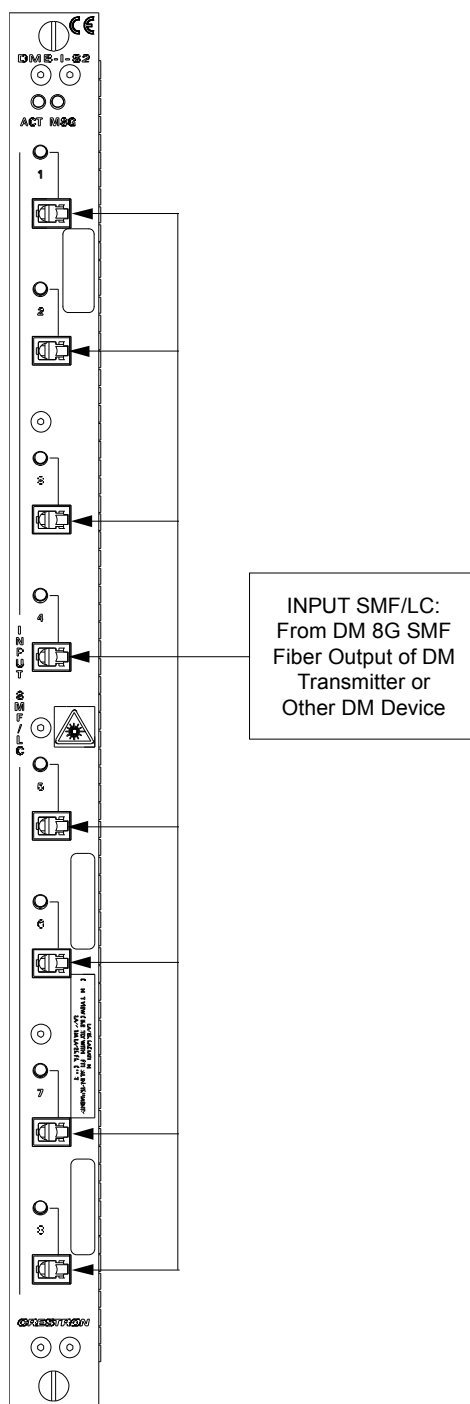 CE
DMB-I-S2
ACT MSG
1
2
3
4
INPUT SMF/LC
5
6
7
8
CRESTRON
INPUT SMF/LC:
From DM 8G SMF
Fiber Output of DM
Transmitter or
Other DM Device